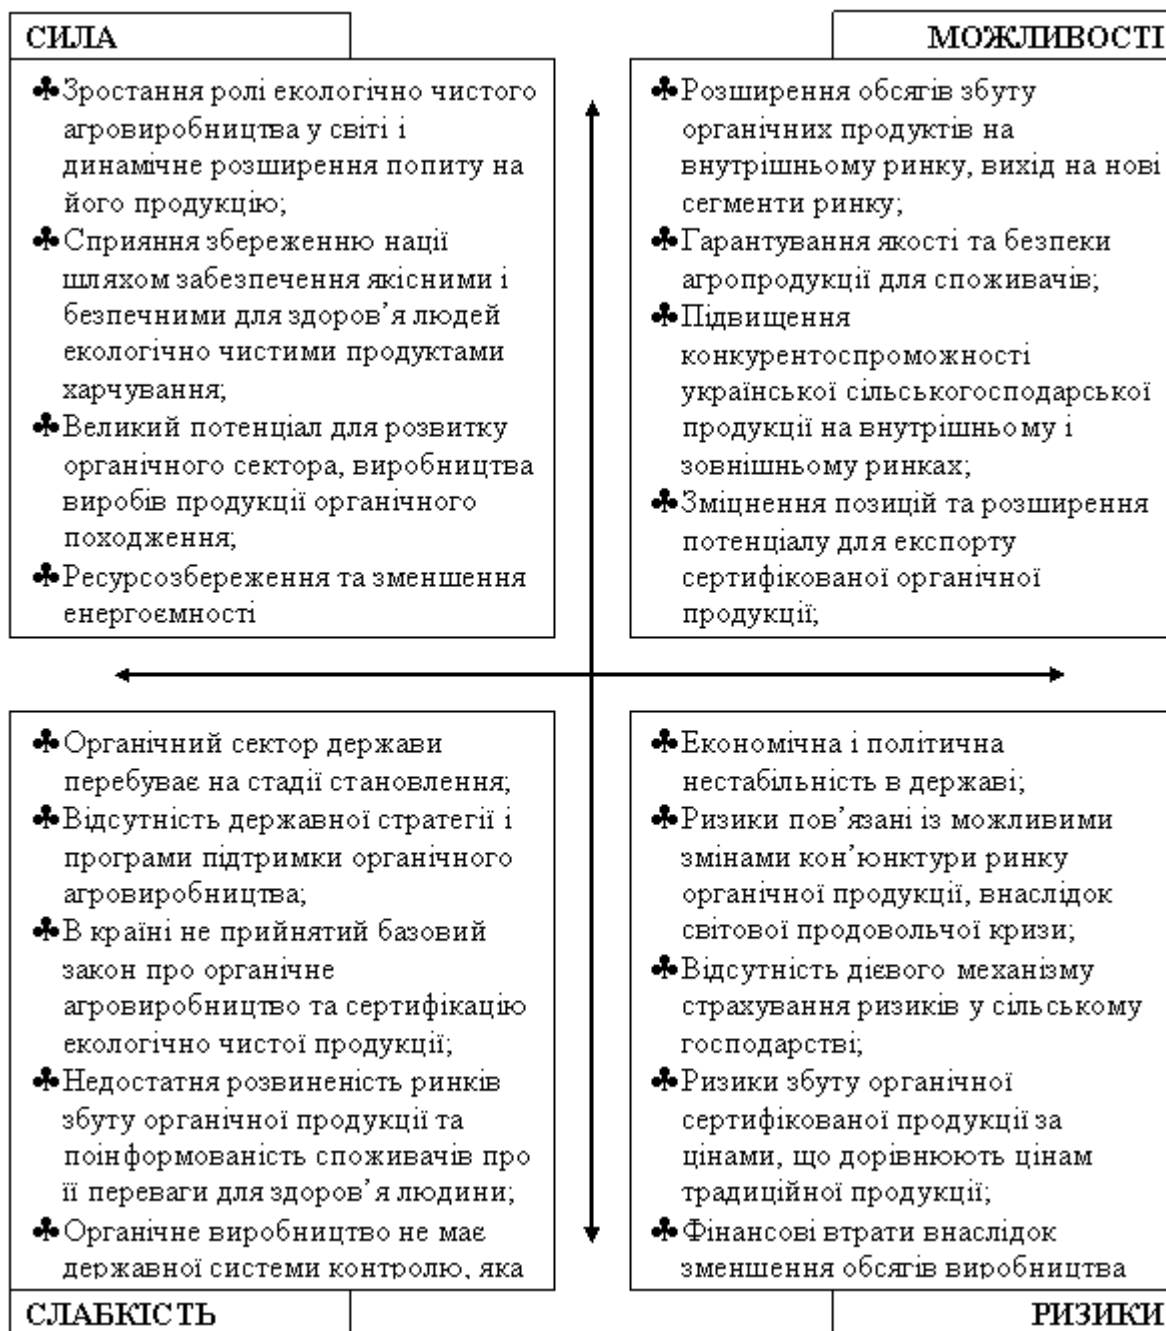 СИЛА
♣Зростання ролі екологічно чистого
агровиробництва у світі і
динамічне розширення попиту на
його продукцію;
♣Сприяння збереженню нації
шляхом забезпечення якісними і
безпечними для здоров’я людей
екологічно чистими продуктами
харчування;
♣Великий потенціал для розвитку
органічного сектора, виробництва
виробів продукції органічного
походження;
♣Ресурсозбереження та зменшення
енергоємності
МОЖЛИВОСТІ
♣Розширення обсягів збуту
органічних продуктів на
внутрішньому ринку, вихід на нові
сегменти ринку;
♣Гарантування якості та безпеки
агропродукції для споживачів;
♣Підвищення
конкурентоспроможності
української сільськогосподарської
продукції на внутрішньому і
зовнішньому ринках;
♣Зміцнення позицій та розширення
потенціалу для експорту
сертифікованої органічної
продукції;
♣Органічний сектор держави
перебуває на стадії становлення;
♣Відсутність державної стратегії і
програми підтримки органічного
агровиробництва;
♣В країні не прийнятий базовий
закон про органічне
агровиробництво та сертифікацію
екологічно чистої продукції;
♣Недостатня розвиненість ринків
збуту органічної продукції та
поінформованість споживачів про
її переваги для здоров’я людини;
♣Органічне виробництво не має
державної системи контролю, яка
СЛАБКІСТЬ
♣Економічна і політична
нестабільність в державі;
♣Ризики пов’язані із можливими
змінами кон’юнктури ринку
органічної продукції, внаслідок
світової продовольчої кризи;
♣Відсутність дієвого механізму
страхування ризиків у сільському
господарстві;
♣Ризики збуту органічної
сертифікованої продукції за
цінами, що дорівнюють цінам
традиційної продукції;
♣Фінансові втрати внаслідок
зменшення обсягів виробництва
РИЗИКИ